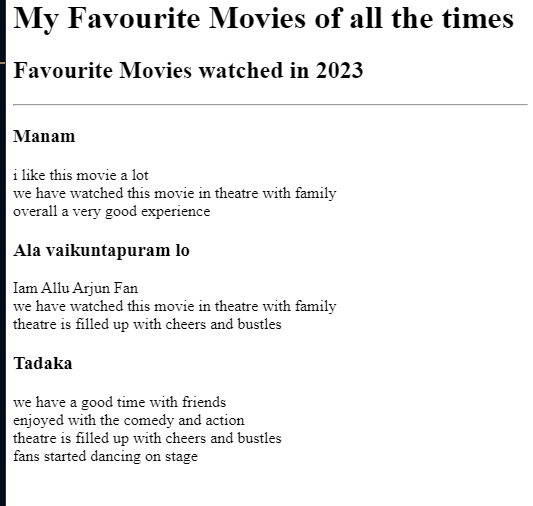 My Favourite Movies of all the times
Favourite Movies watched in 2023
Manam
i like this movie a lot
we have watched this movie in theatre with family
overall a very good experience
Ala vaikuntapuram lo
Iam Allu Arjun Fan
we have watched this movie in theatre with family
theatre is filled up with cheers and bustles
Tadaka
we have a good time with friends
enjoyed with the comedy and action
theatre is filled up with cheers and bustles
fans started dancing on stage